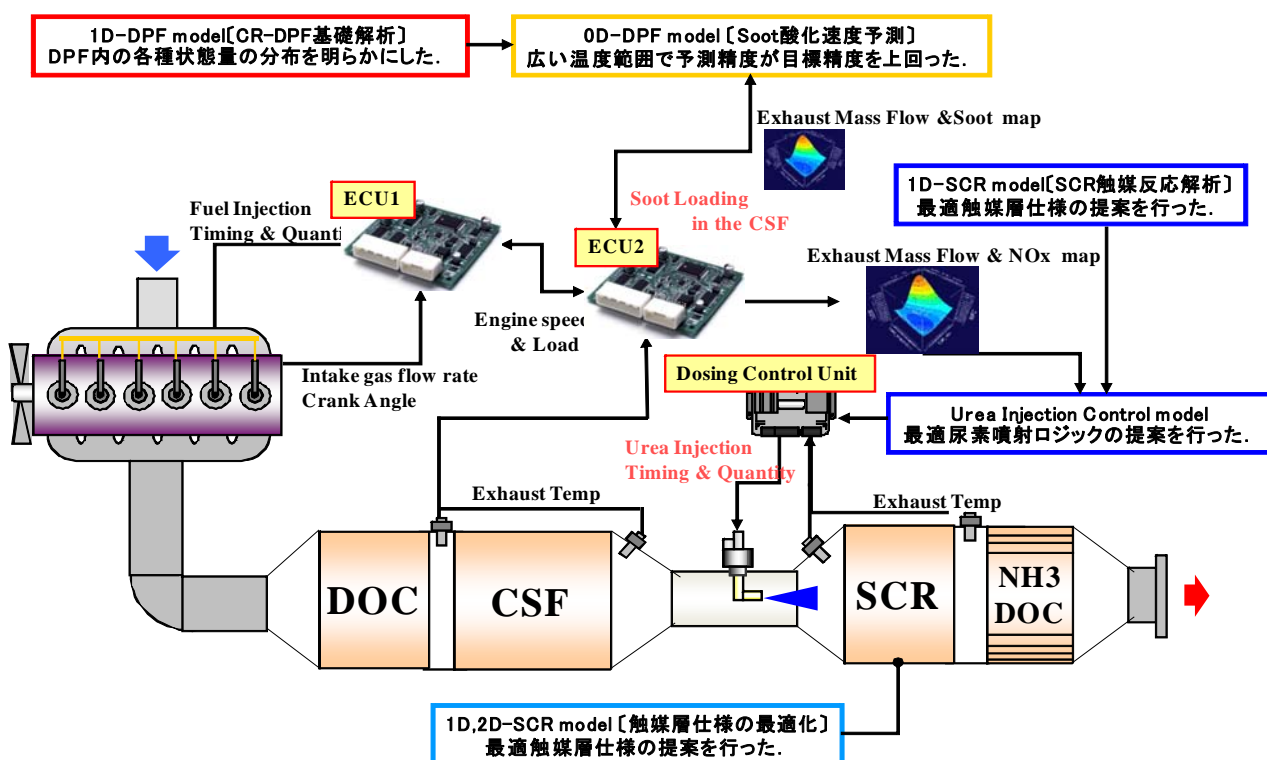 1D-DPF model〔CR-DPF基礎解析〕
DPF内の各種状態量の分布を明らかにした.
0D-DPF model〔Soot酸化速度予測〕
広い温度範囲で予測精度が目標精度を上回った.
Exhaust Mass Flow &Soot map
1D-SCR model〔SCR触媒反応解析〕
最適触媒層仕様の提案を行った.
ECU1
Fuel Injection
Timing & Quanti
Soot Loading
in the CSF
ECU2
Exhaust Mass Flow & NOx map
Engine speed
& Load
Intake gas flow rate
Crank Angle
Dosing Control Unit
Urea Injection Control model
最適尿素噴射ロジックの提案を行った.
Urea Injection
Timing & Quantity
Exhaust Temp
Exhaust Temp
DOC
CSF
SCR
NH3
DOC
1D,2D-SCR model〔触媒層仕様の最適化〕
最適触媒層仕様の提案を行った.